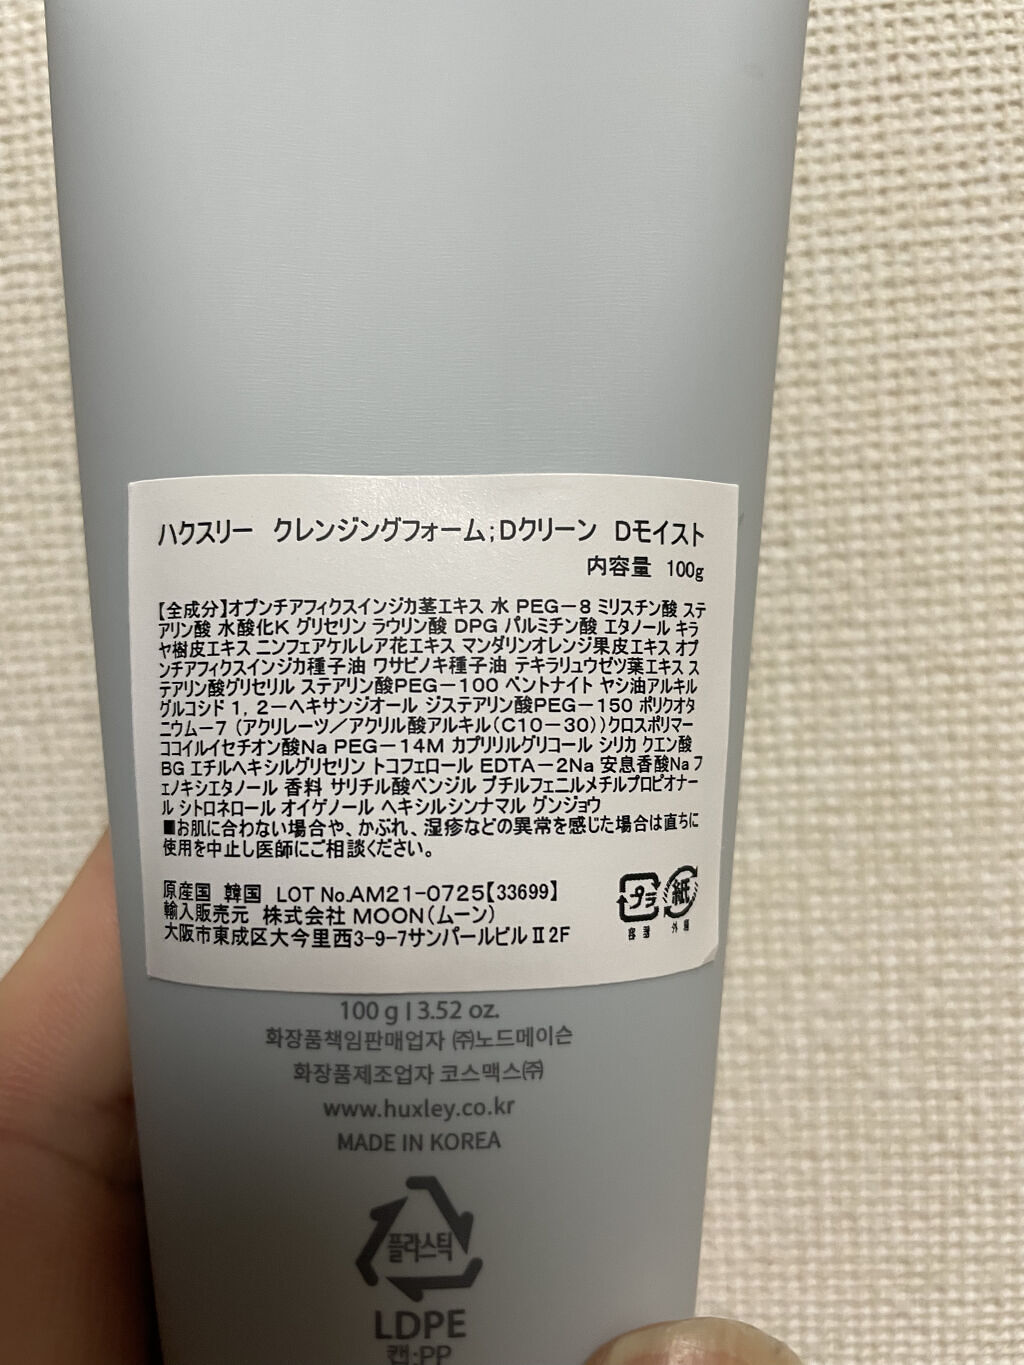 ハクスリー クレンジングフォーム;Dクリーン Dモイスト
内容量 100g
【全成分】オプンチアフィクスインジカ茎エキス 水 PEG－8 ミリスチン酸 ステ
アリン酸 水酸化K グリセリン ラウリン酸 DPG パルミチン酸 エタノール キラ
ヤ樹皮エキス ニンフェアケルレア花エキス マンダリンオレンジ果皮エキス オプ
ンチアフィクスインジカ種子油 ワサビノキ種子油 テキラリュウゼツ葉エキス ス
テアリン酸グリセリル ステアリン酸PEG－100 ベントナイト ヤシ油アルキル
グルコシド 1，2－ヘキサンジオール ジステアリン酸PEG－150 ポリクオタ
ニウム－7 (アクリレーツ／アクリル酸アルキル(C10－30))クロスポリマー
ココイルイセチオン酸Na PEG－14M カプリリルグリコール シリカ クエン酸
BG エチルヘキシルグリセリン トコフェロール EDTA－2Na 安息香酸Na フ
ェノキシエタノール 香料 サリチル酸ベンジル ブチルフェニルメチルプロピオナー
ル シトロネロール オイゲノール ヘキシルシンナマル グンジョウ
■お肌に合わない場合や、かぶれ、湿疹などの異常を感じた場合は直ちに
使用を中止し医師にご相談ください。
原産国 韓国 LOT No.AM21-0725【33699】
輸入販売元 株式会社 MOON(ムーン)
大阪市東成区大今里西3-9-7サンパールビルⅡ2F
プラ 紙
容器 外箱
100 g l 3.52 oz.
화장품책임판매업자 ㈜노드메이슨
화장품제조업자 코스맥스㈜
www.huxley.co.kr
MADE IN KOREA
플라스틱
LDPE
캡:PP